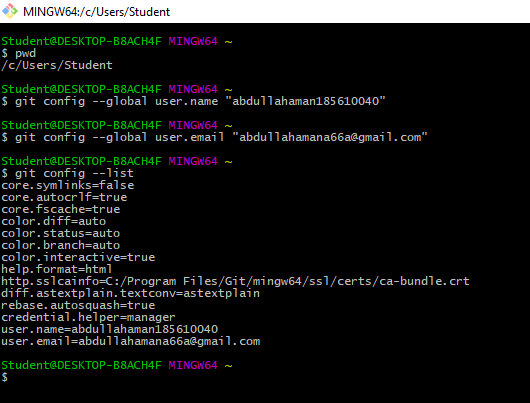 MINGW64:/c/Users/Student
Student@DESKTOP-B8ACH4F MINGW64 ~
$ pwd
/c/Users/Student
Student@DESKTOP-B8ACH4F MINGW64 ~
$ git config --global user.name "abdullahaman185610040"
Student@DESKTOP-B8ACH4F MINGW64 ~
$ git config --global user.email "abdullahamana66a@gmail.com"
Student@DESKTOP-B8ACH4F MINGW64 ~
$ git config --list
core.symlinks=false
core.autocrlf=true
core.fscache=true
color.diff=auto
color.status=auto
color.branch=auto
color.interactive=true
help.format=html
http.sslcainfo=C:/Program Files/Git/mingw64/ssl/certs/ca-bundle.crt
diff.astextplain.textconv=astextplain
rebase.autosquash=true
credential.helper=manager
user.name=abdullahaman185610040
user.email=abdullahamana66a@gmail.com
Student@DESKTOP-B8ACH4F MINGW64 ~
$